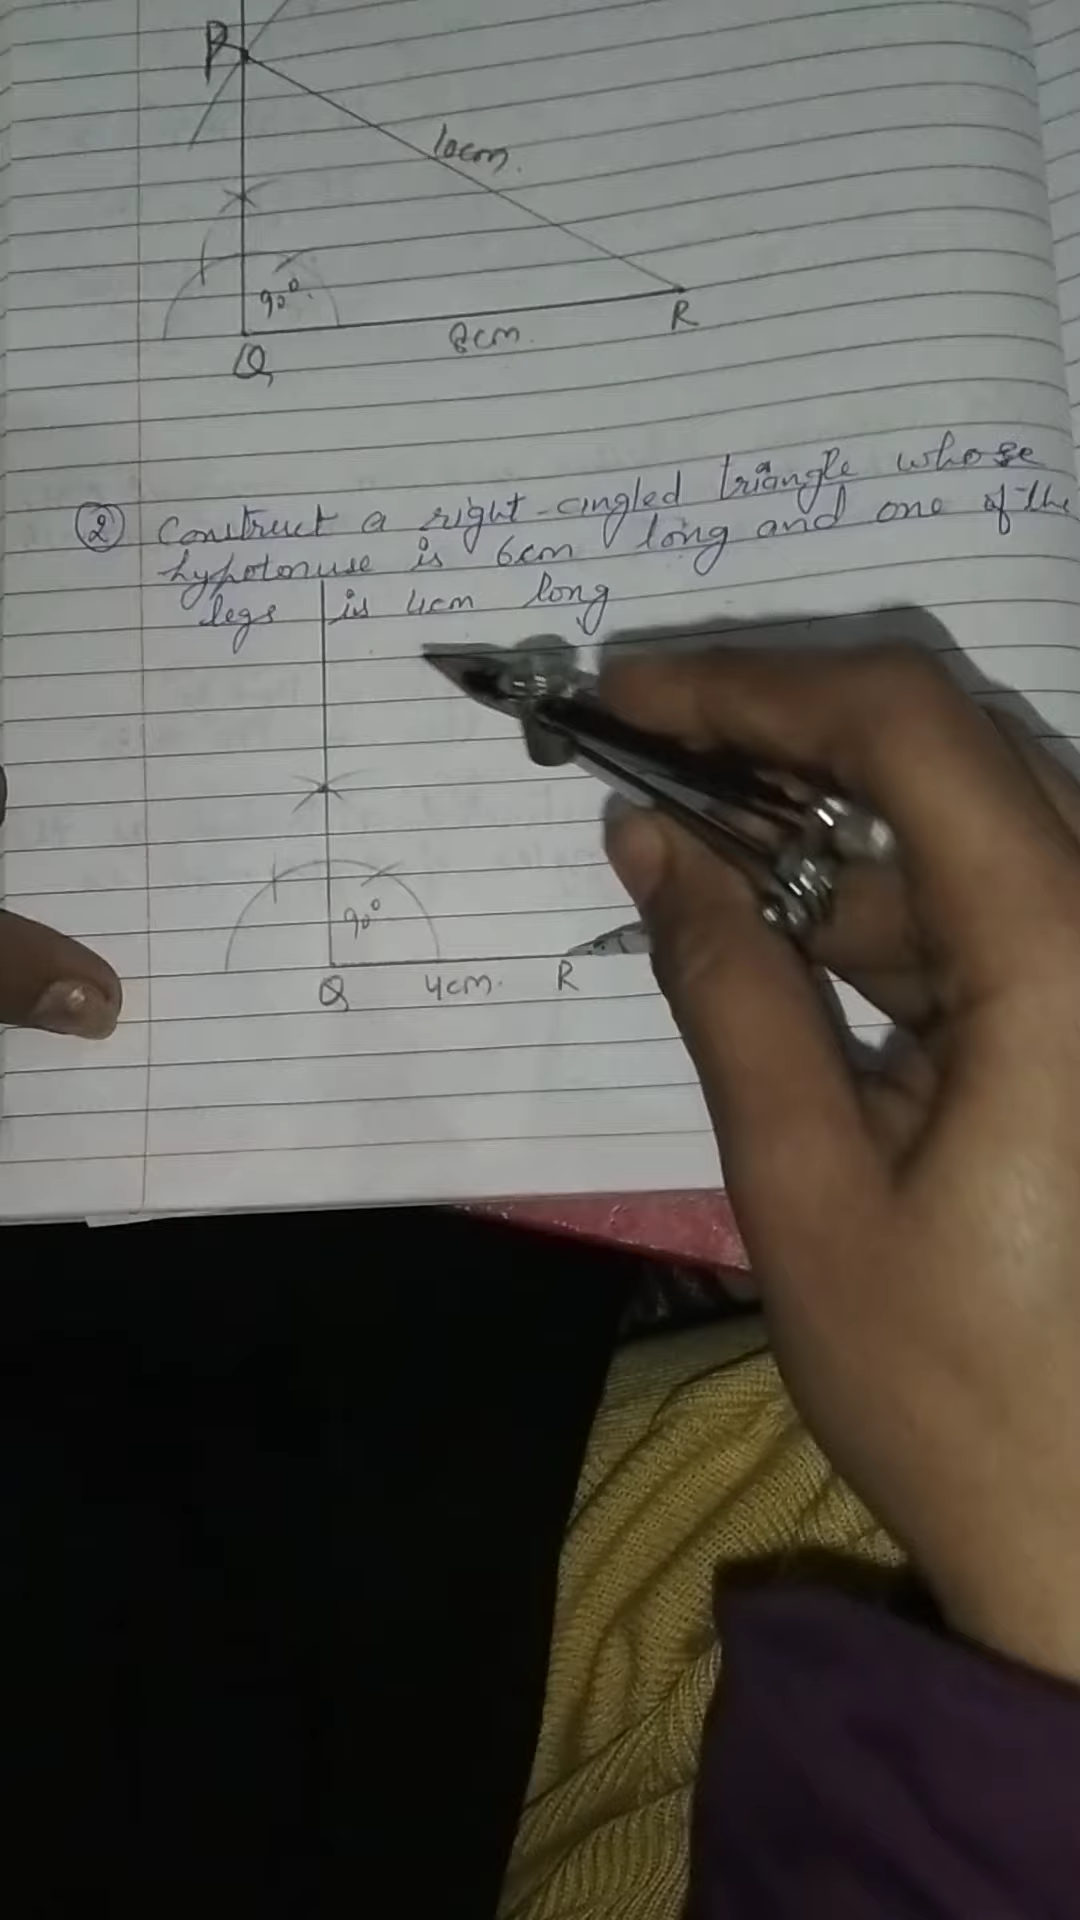 P
10cm.
90°.
8cm.
R
Q
② Construct a right-angled triangle whose
hypotenuse is 6cm long and one of the
legs is 4cm long
90°
Q 4cm. R